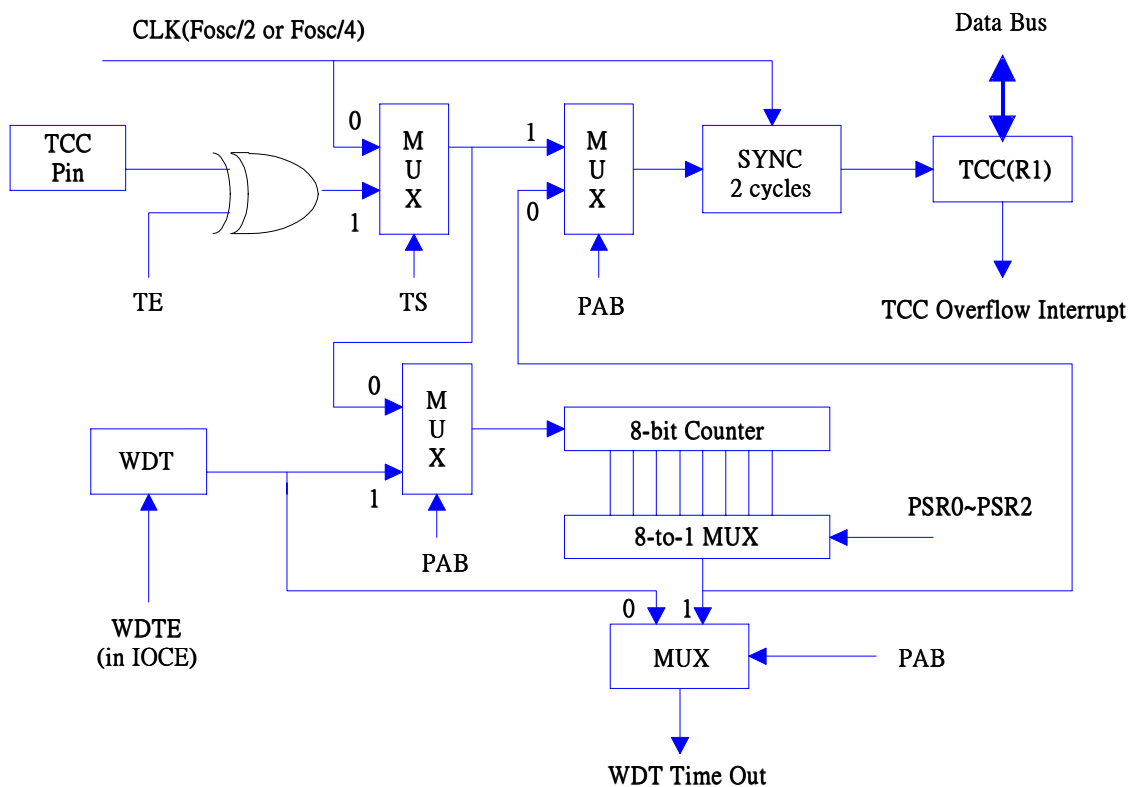 CLK(Fosc/2 or Fosc/4)
Data Bus
TCC
Pin
0
1
M
U
X
1
0
M
U
X
SYNC
2 cycles
TCC(R1)
TE
TS
PAB
TCC Overflow Interrupt
0
1
M
U
X
8-bit Counter
WDT
PSR0~PSR2
8-to-1 MUX
PAB
WDTE
(in IOCE)
0
1
MUX
PAB
WDT Time Out